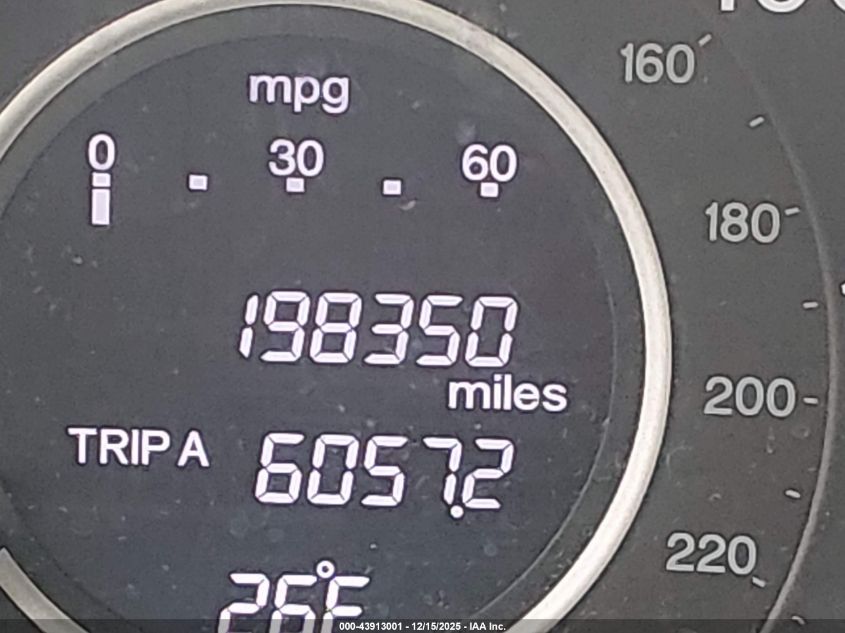 160
mpg
0 30 60
180
198350
miles
200
TRIP A 6057.2
220
26°F
000-43913001 - 12/15/2025 - IAA Inc.